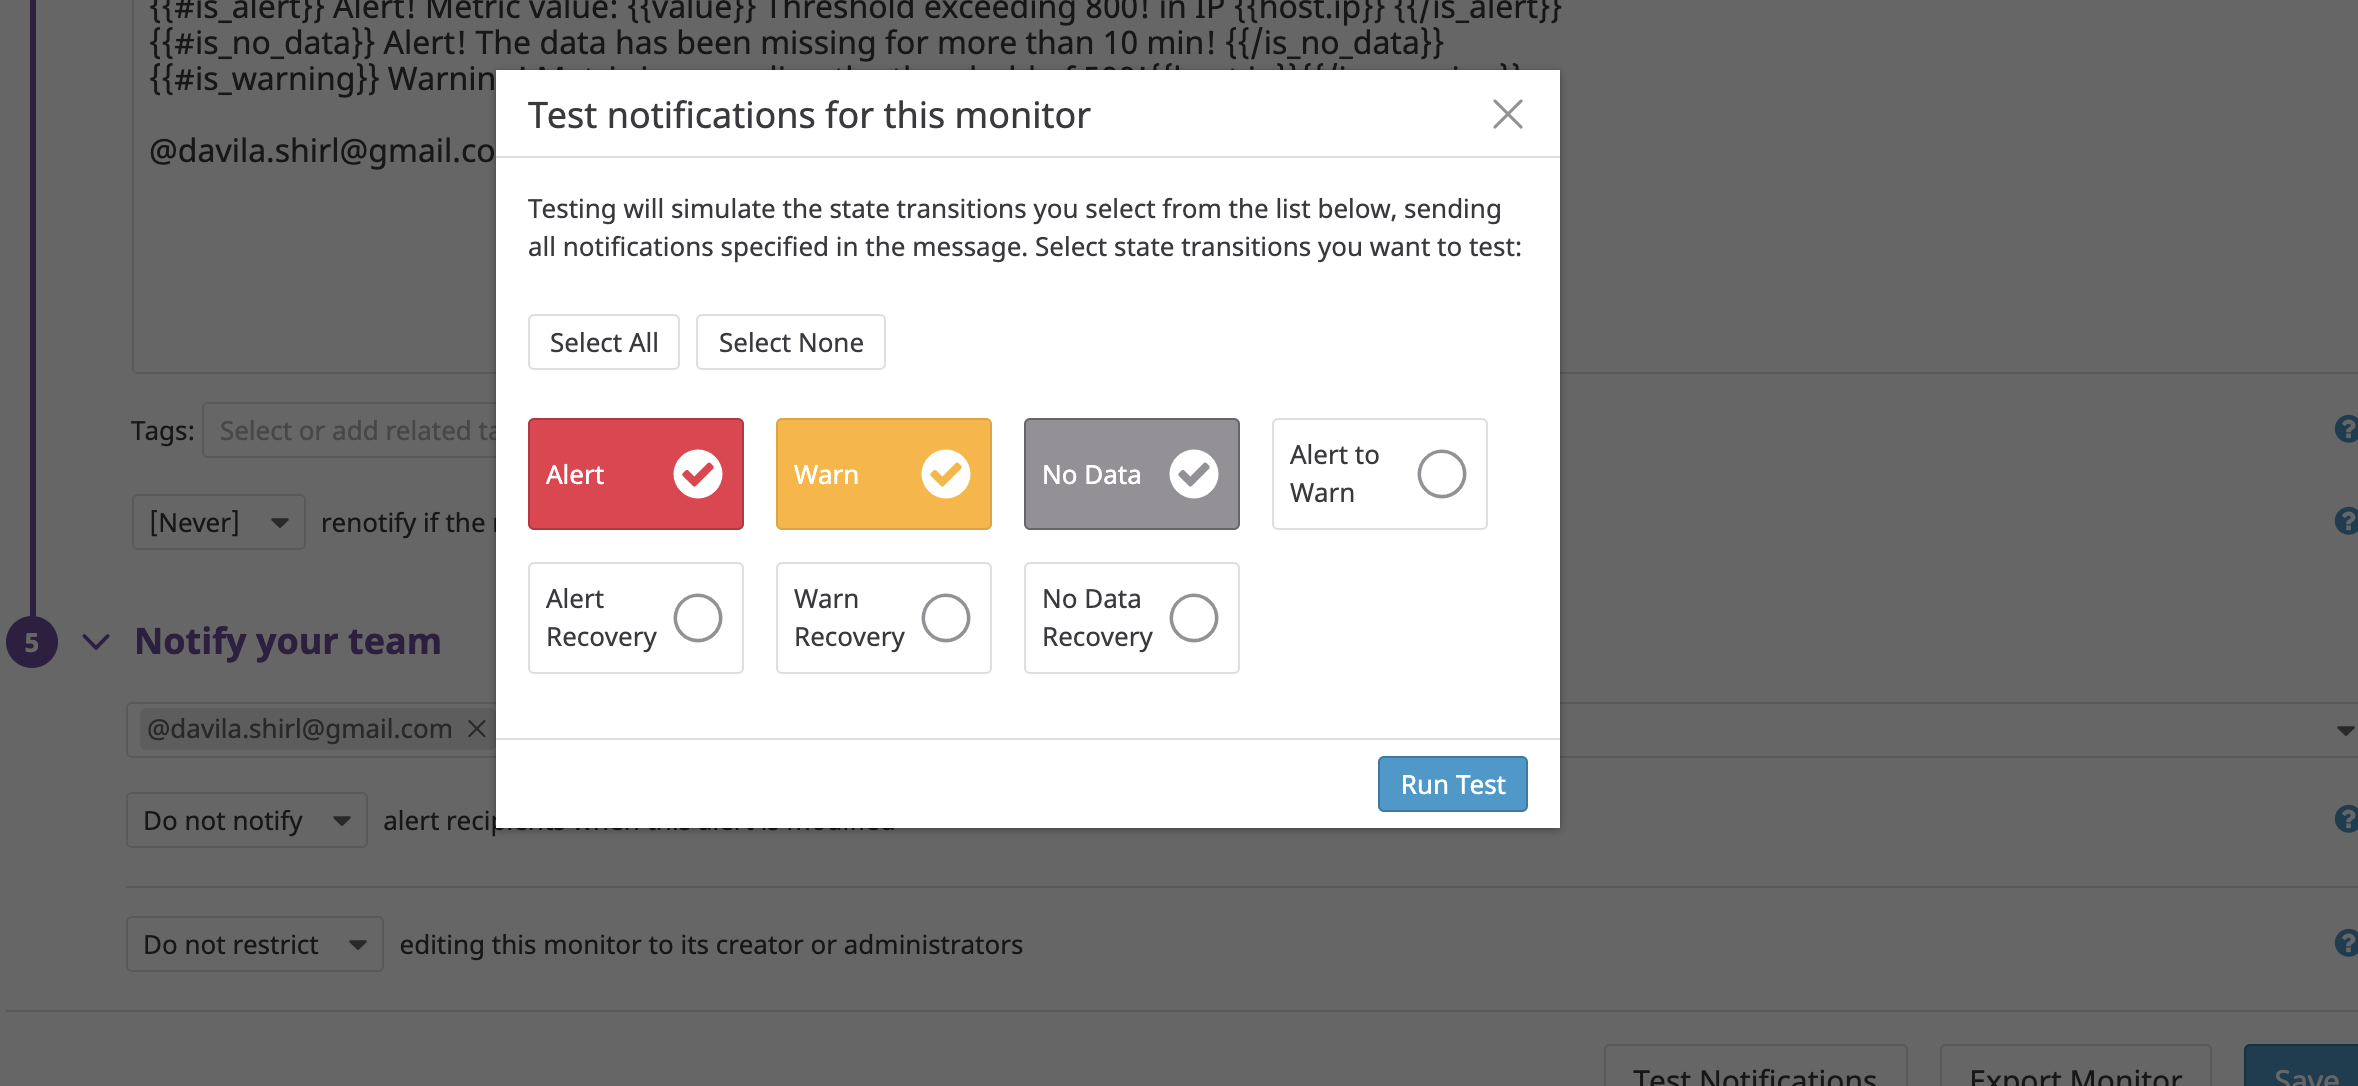 {{#is_alert}} Alert! Metric value: {{value}} Threshold exceeding 800! in IP {{host.ip}} {{/is_alert}}
{{#is_no_data}} Alert! The data has been missing for more than 10 min! {{/is_no_data}}
{{#is_warning}} Warnin
@davila.shirl@gmail.co
Test notifications for this monitor
Testing will simulate the state transitions you select from the list below, sending
all notifications specified in the message. Select state transitions you want to test:
Select All Select None
Tags: Select or add related ta
Alert Warn No Data Alert to
Warn
[Never] renotify if the
Alert
Recovery
Warn
Recovery
No Data
Recovery
5 Notify your team
@davila.shirl@gmail.com
Run Test
Do not notify alert recipients when this alert is modified
Do not restrict editing this monitor to its creator or administrators
Test Notifications Export Monitor Save